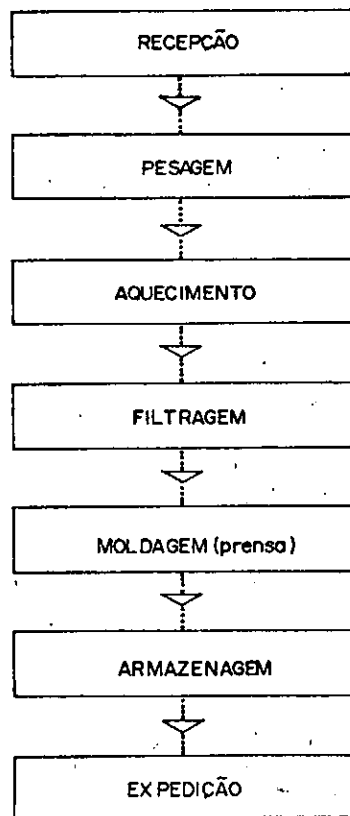 RECEPÇÃO
PESAGEM
AQUECIMENTO
FILTRAGEM
MOLDAGEM (prensa)
ARMAZENAGEM
EXPEDIÇÃO